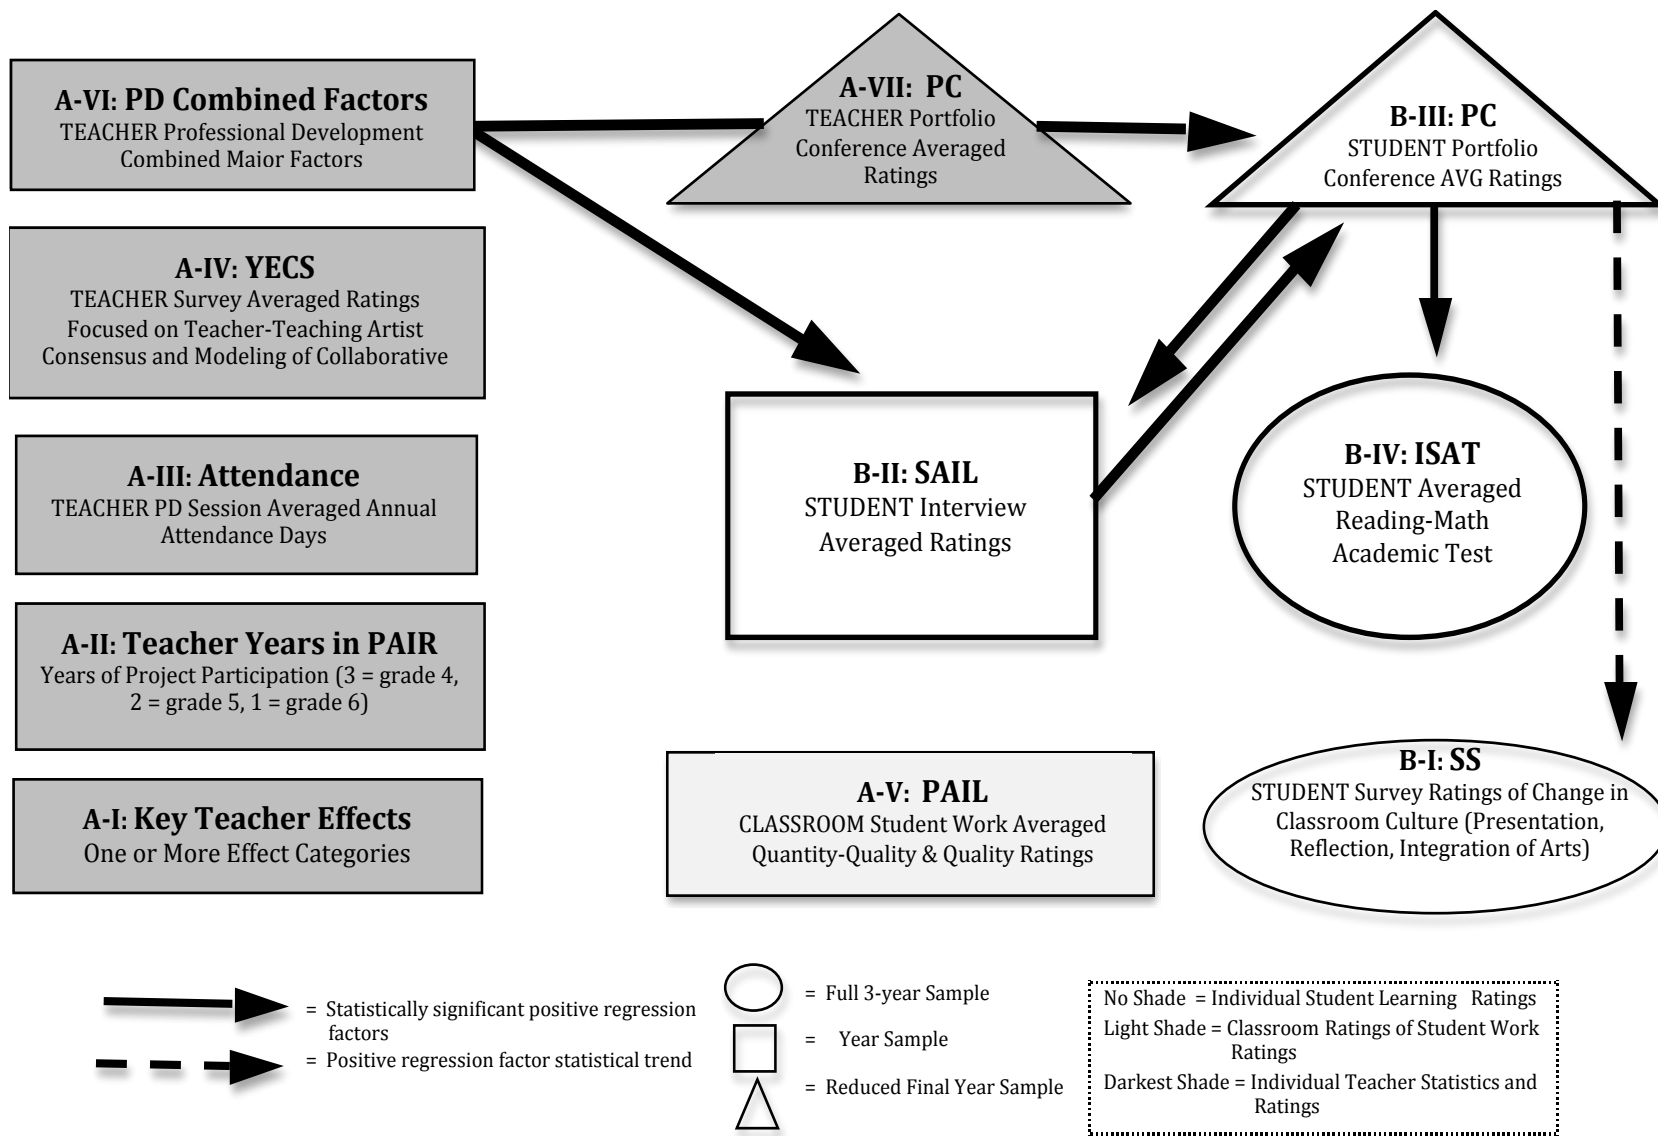 A-VI: PD Combined Factors
TEACHER Professional Development
Combined Maior Factors
A-VII: PC
TEACHER Portfolio
Conference Averaged
Ratings
B-III: PC
STUDENT Portfolio
Conference AVG Ratings
A-IV: YECS
TEACHER Survey Averaged Ratings
Focused on Teacher-Teaching Artist
Consensus and Modeling of Collaborative
A-III: Attendance
TEACHER PD Session Averaged Annual
Attendance Days
B-II: SAIL
STUDENT Interview
Averaged Ratings
B-IV: ISAT
STUDENT Averaged
Reading-Math
Academic Test
A-II: Teacher Years in PAIR
Years of Project Participation (3 = grade 4,
2 = grade 5, 1 = grade 6)
A-I: Key Teacher Effects
One or More Effect Categories
A-V: PAIL
CLASSROOM Student Work Averaged
Quantity-Quality & Quality Ratings
B-I: SS
STUDENT Survey Ratings of Change in
Classroom Culture (Presentation,
Reflection, Integration of Arts)
= Statistically significant positive regression
factors
= Positive regression factor statistical trend
= Full 3-year Sample
= Year Sample
= Reduced Final Year Sample
No Shade = Individual Student Learning Ratings
Light Shade = Classroom Ratings of Student Work
Ratings
Darkest Shade = Individual Teacher Statistics and
Ratings